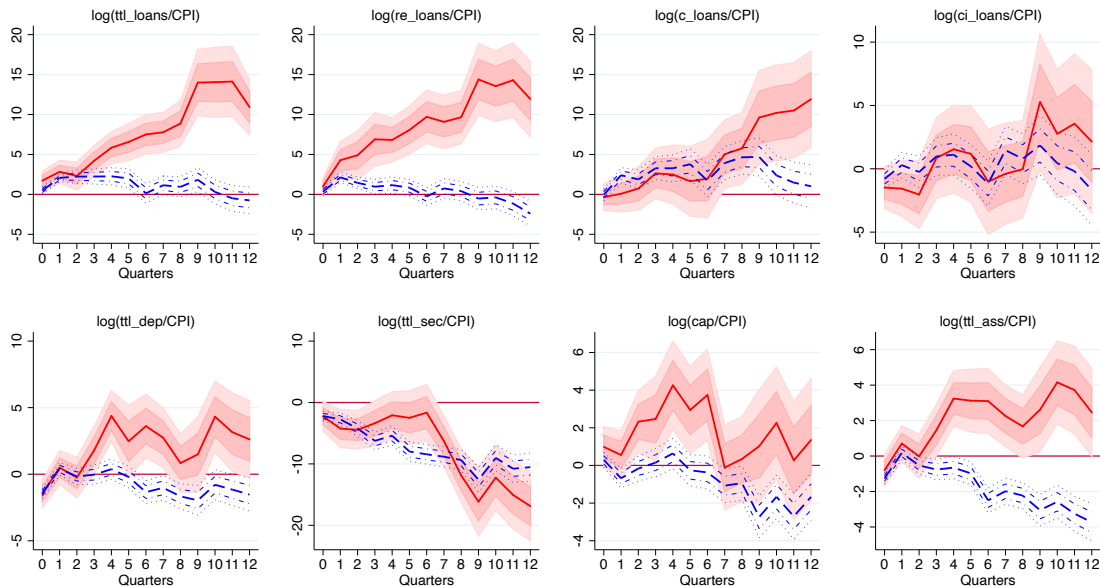 log(ttl_loans/CPI)
20
15
10
5
0
-5
0 1 2 3 4 5 6 7 8 9 10 11 12
Quarters
log(re_loans/CPI)
20
15
10
5
0
-5
0 1 2 3 4 5 6 7 8 9 10 11 12
Quarters
log(c_loans/CPI)
20
15
10
5
0
-5
0 1 2 3 4 5 6 7 8 9 10 11 12
Quarters
log(ci_loans/CPI)
10
5
0
-5
0 1 2 3 4 5 6 7 8 9 10 11 12
Quarters
log(ttl_dep/CPI)
10
5
0
-5
0 1 2 3 4 5 6 7 8 9 10 11 12
Quarters
log(ttl_sec/CPI)
10
0
-10
-20
0 1 2 3 4 5 6 7 8 9 10 11 12
Quarters
log(cap/CPI)
6
4
2
0
-2
-4
0 1 2 3 4 5 6 7 8 9 10 11 12
Quarters
log(ttl_ass/CPI)
6
4
2
0
-2
-4
0 1 2 3 4 5 6 7 8 9 10 11 12
Quarters